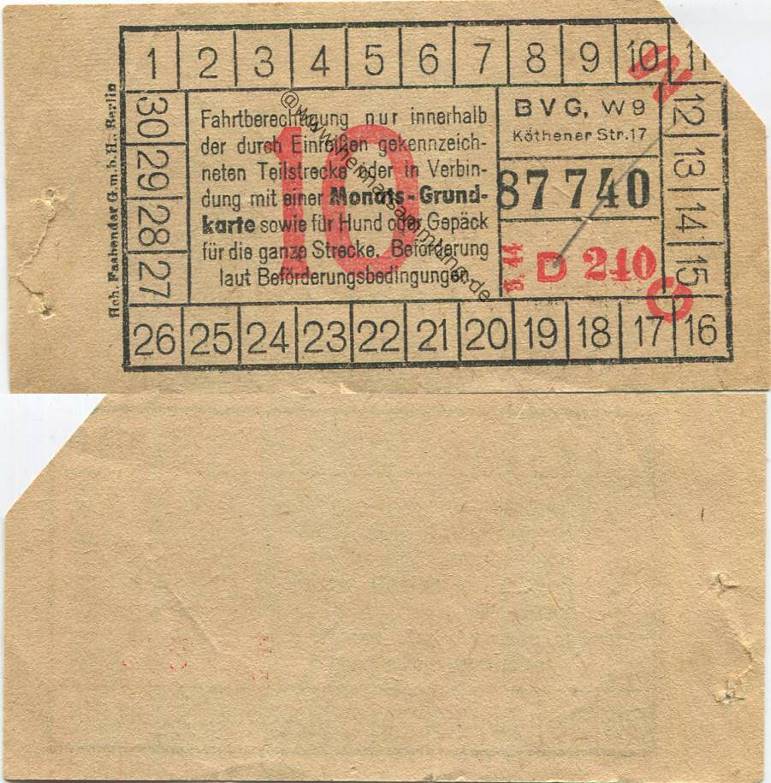 1 2 3 4 5 6 7 8 9 10 11
12
13
14
15
16
26 25 24 23 22 21 20 19 18 17
30
29
28
27
Hch. Fashender G.m.b.H. Berlin
Fahrtberechtigung nur innerhalb
der durch Einreißen gekennzeich-
neten Teilstrecke oder in Verbin-
dung mit einer Monats-Grund-
karte sowie für Hund oder Gepäck
für die ganze Strecke. Beförderung
laut Beförderungsbedingungen.
10
BVG, W9
Köthener Str. 17
87 740
D 240